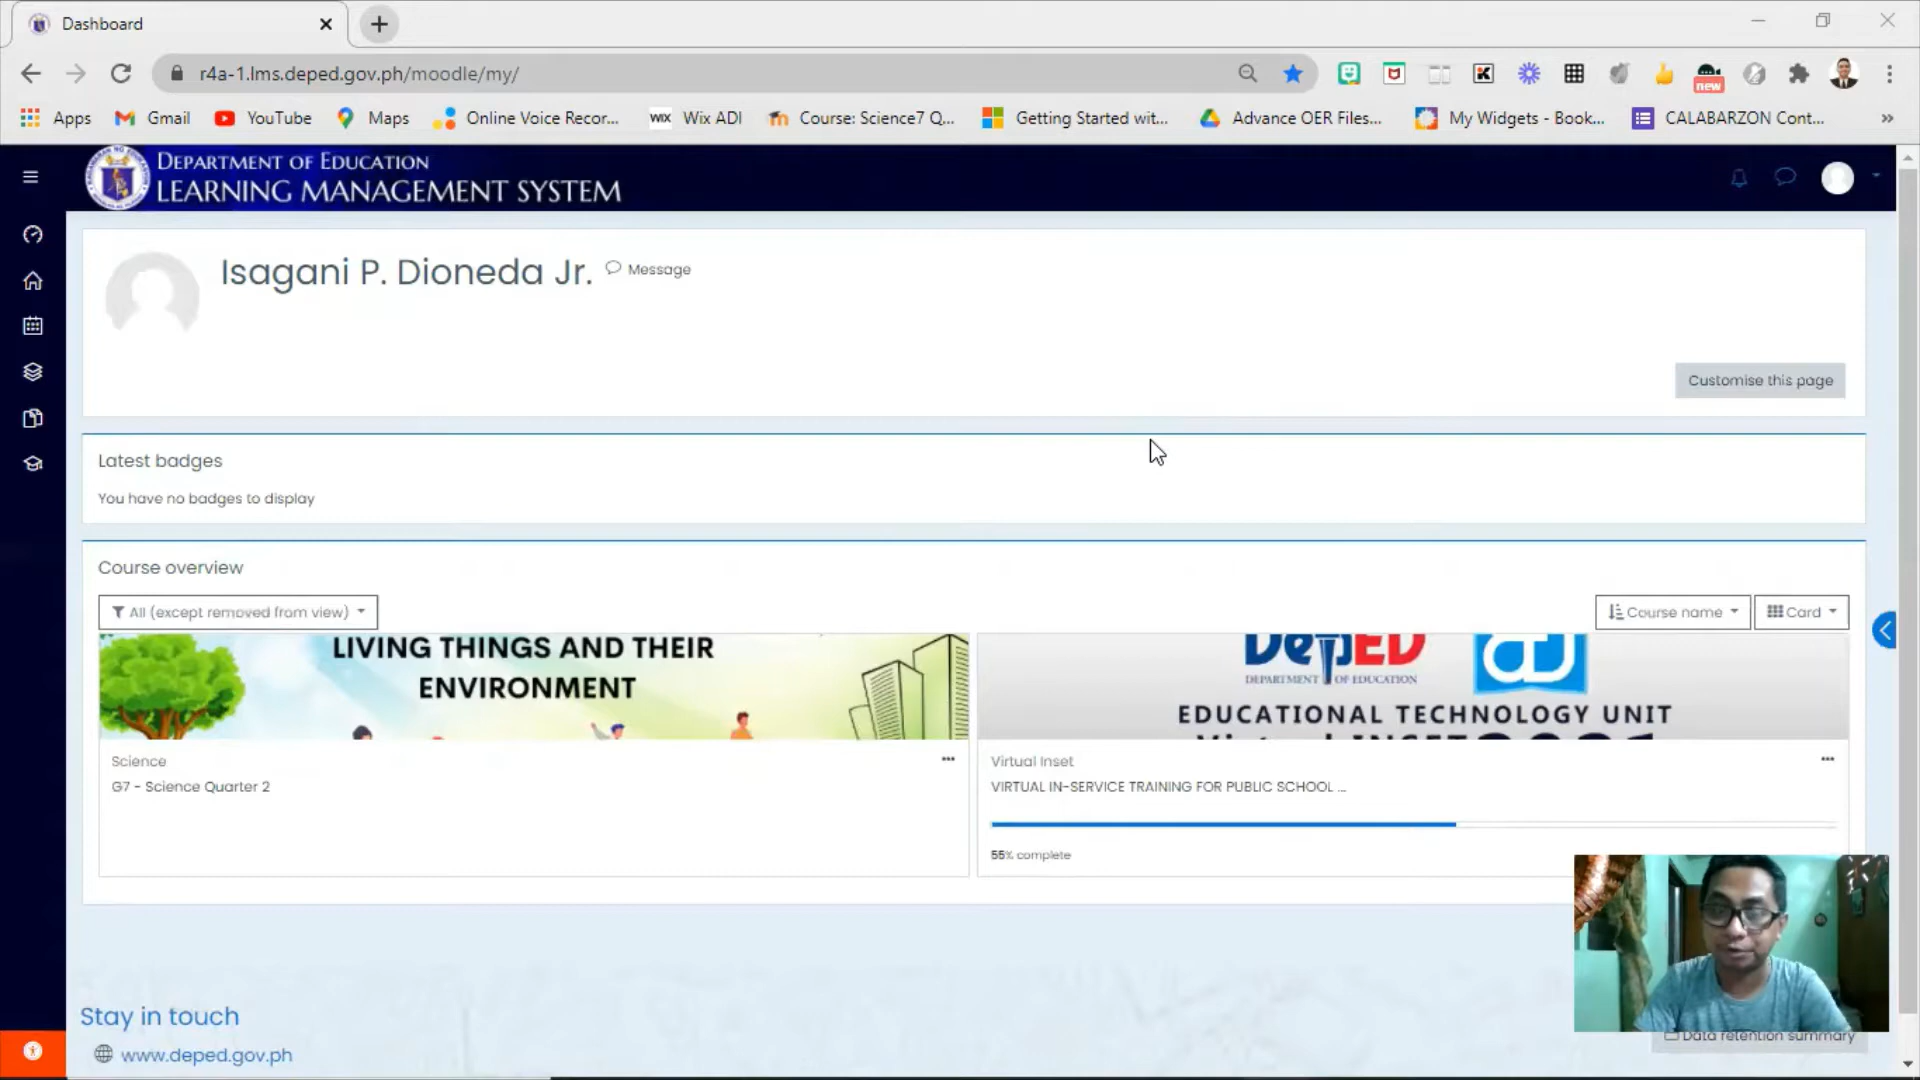 Dashboard
r4a-1.lms.deped.gov.ph/moodle/my/
new
Apps Gmail YouTube Maps Online Voice Recor... WIX Wix ADI Course: Science7 Q... Getting Started wit... Advance OER Files... My Widgets - Book... CALABARZON Cont... »
DEPARTMENT OF EDUCATION
LEARNING MANAGEMENT SYSTEM
Isagani P. Dioneda Jr. Message
Customise this page
Latest badges
You have no badges to display
Course overview
All (except removed from view) Course name Card
LIVING THINGS AND THEIR
ENVIRONMENT
DepED
DEPARTMENT OF EDUCATION
EDUCATIONAL TECHNOLOGY UNIT
Virtual INSET 2021
Science
G7 - Science Quarter 2
Virtual Inset
VIRTUAL IN-SERVICE TRAINING FOR PUBLIC SCHOOL ...
55% complete
Stay in touch
www.deped.gov.ph
Data retention summary